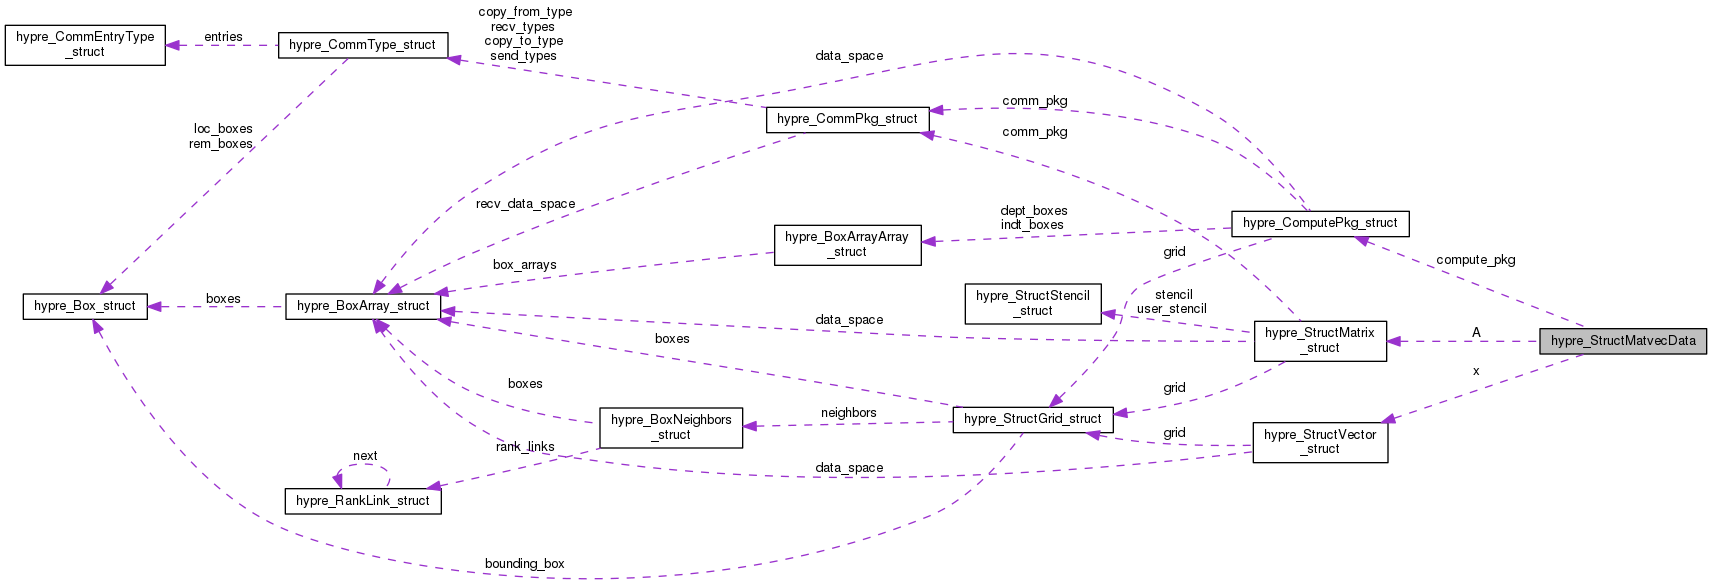 copy_from_type
recv_types
copy_to_type
send_types
hypre_CommEntryType
_struct
entries
hypre_CommType_struct
data_space
comm_pkg
hypre_CommPkg_struct
comm_pkg
loc_boxes
rem_boxes
recv_data_space
dept_boxes
indt_boxes
hypre_ComputePkg_struct
hypre_BoxArrayArray
_struct
grid
compute_pkg
box_arrays
hypre_Box_struct
boxes
hypre_BoxArray_struct
hypre_StructStencil
_struct
stencil
user_stencil
data_space
hypre_StructMatrix
_struct
A
hypre_StructMatvecData
boxes
x
boxes
grid
hypre_BoxNeighbors
_struct
neighbors
hypre_StructGrid_struct
grid
hypre_StructVector
_struct
rank_links
next
data_space
hypre_RankLink_struct
bounding_box